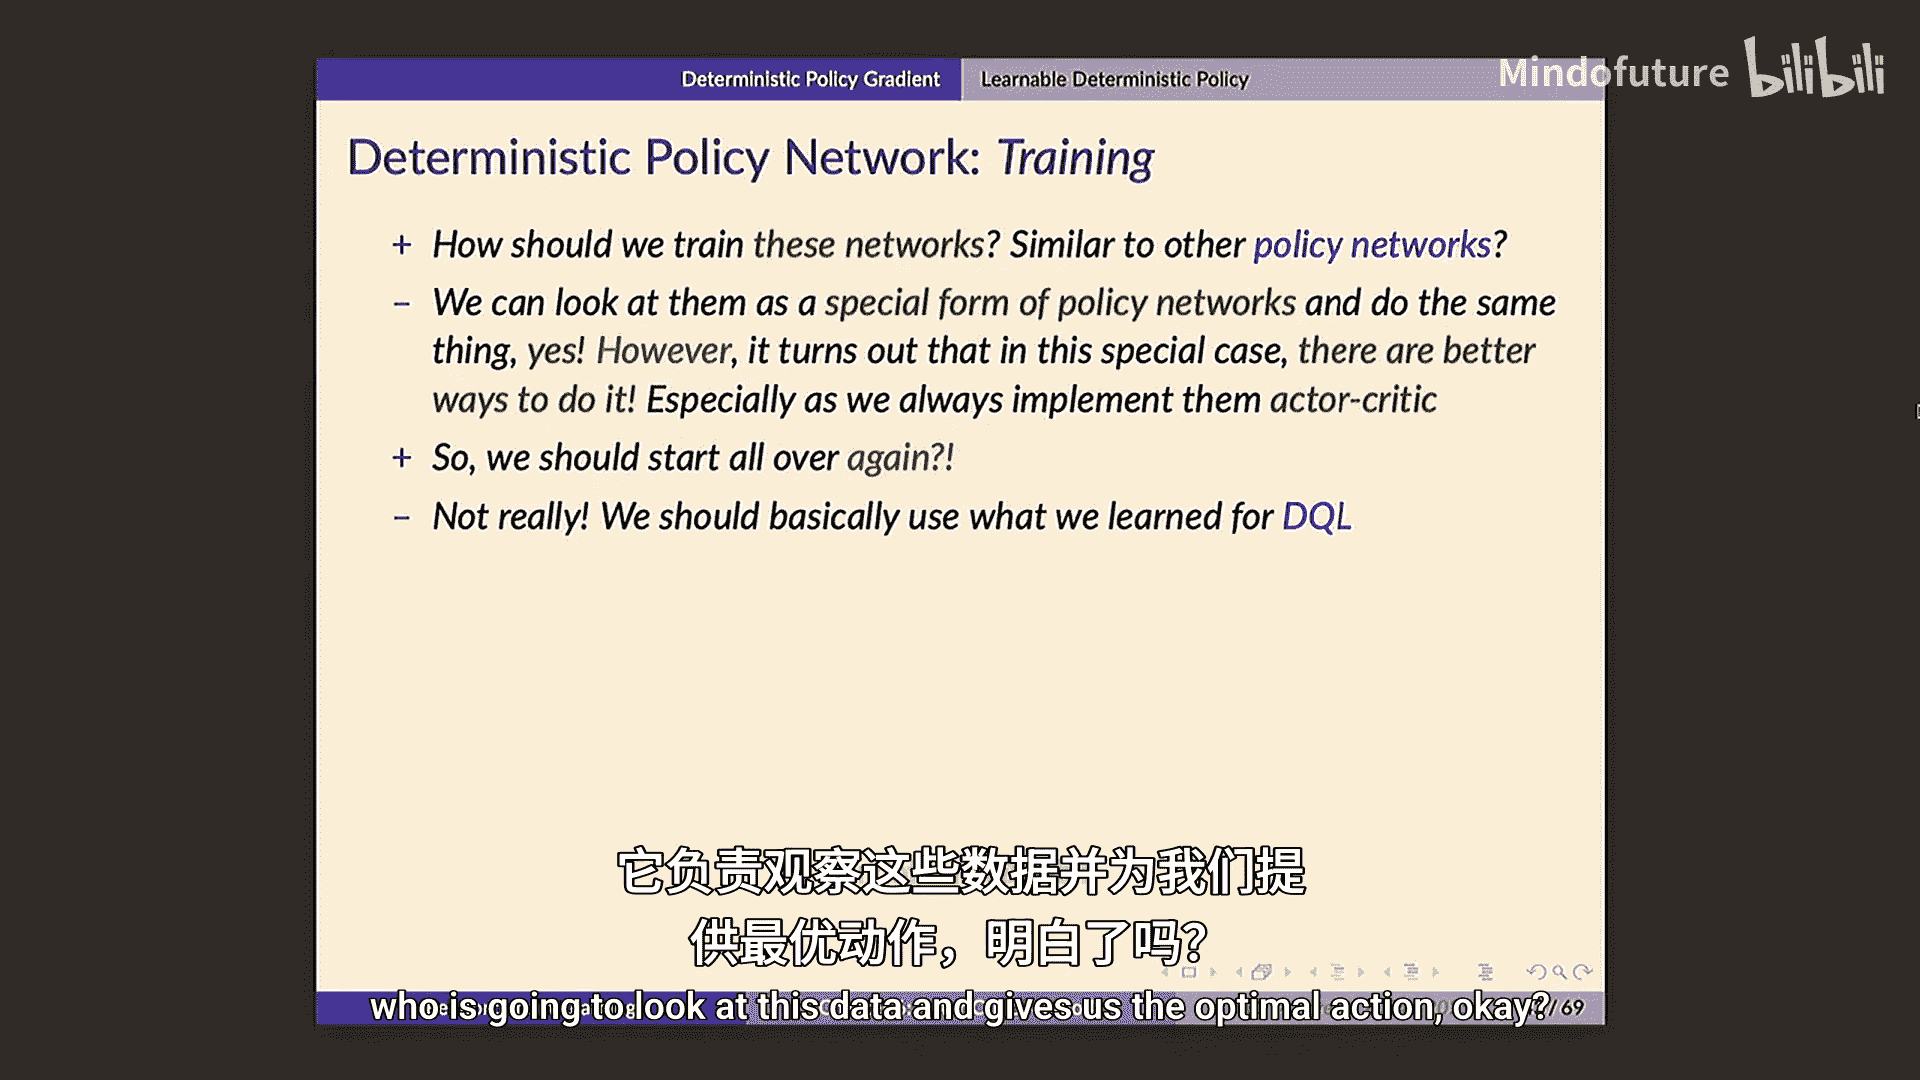 Deterministic Policy Gradient
Learnable Deterministic Policy
Mindofuture bilibili
Deterministic Policy Network: Training
+ How should we train these networks? Similar to other policy networks?
– We can look at them as a special form of policy networks and do the same
thing, yes! However, it turns out that in this special case, there are better
ways to do it! Especially as we always implement them actor-critic
+ So, we should start all over again?!
– Not really! We should basically use what we learned for DQL
它负责观察这些数据并为我们提
供最优动作，明白了吗？
who is going to look at this data and gives us the optimal action, okay?
/69